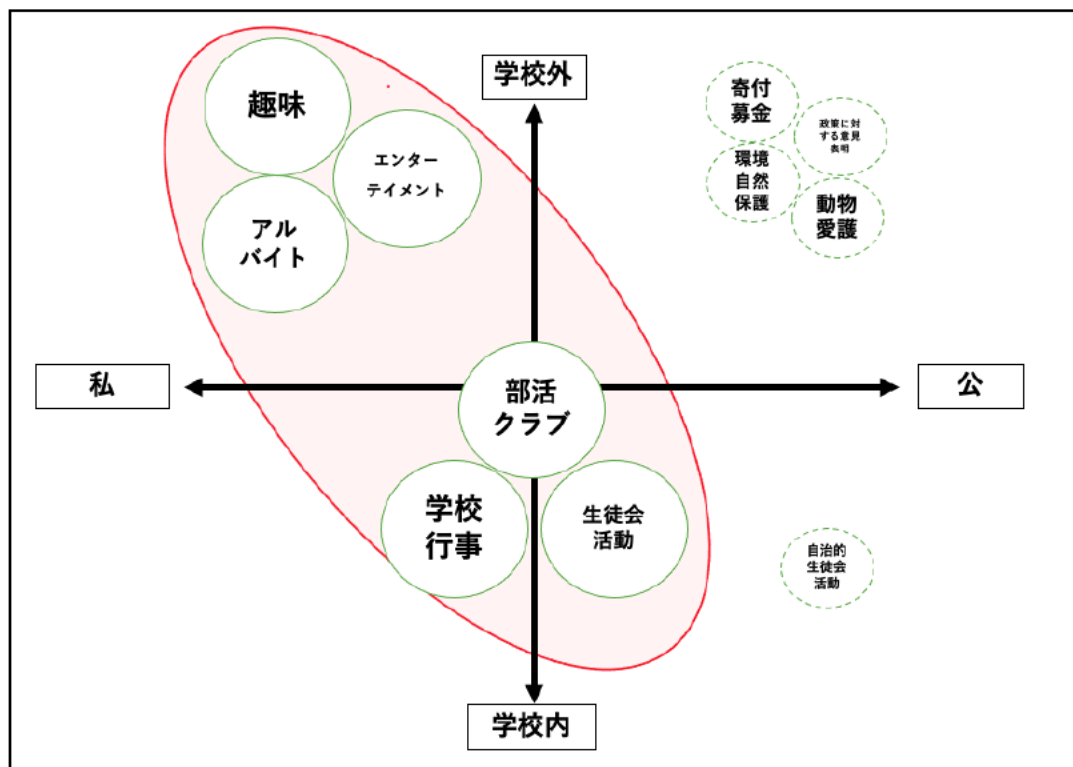 学校外
趣味
エンター
テイメント
アル
バイト
寄付
募金
政策に対
する意見
表明
環境
自然
保護
動物
愛護
私
部活
クラブ
公
学校
行事
生徒会
活動
自治的
生徒会
活動
学校内